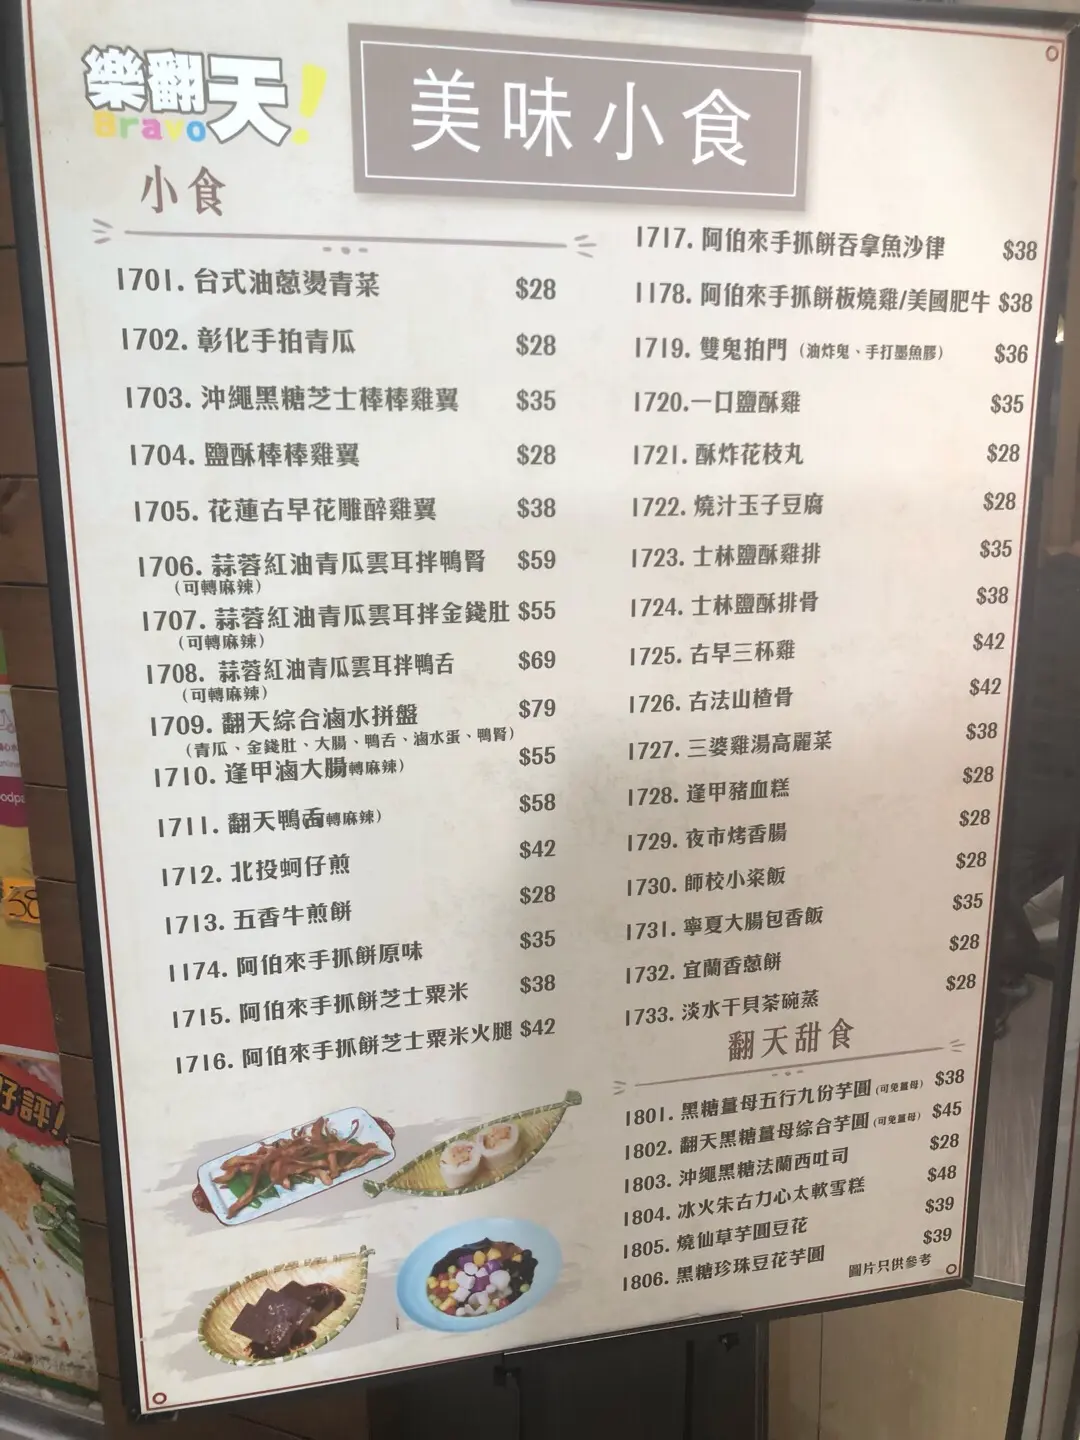 樂翻天!
Bravo
美味小食
小食
1701. 台式油蔥燙青菜 $28
1702. 彰化手拍青瓜 $28
1703. 沖繩黑糖芝士棒棒雞翼 $35
1704. 鹽酥棒棒雞翼 $28
1705. 花蓮古早花雕醉雞翼 $38
1706. 蒜蓉紅油青瓜雲耳拌鴨腎 $59
(可轉麻辣)
1707. 蒜蓉紅油青瓜雲耳拌金錢肚 $55
(可轉麻辣)
1708. 蒜蓉紅油青瓜雲耳拌鴨舌 $69
(可轉麻辣)
1709. 翻天綜合滷水拼盤 $79
(青瓜、金錢肚、大腸、鴨舌、滷水蛋、鴨腎)
1710. 逢甲滷大腸轉麻辣) $55
1711. 翻天鴨舌轉麻辣) $58
1712. 北投蚵仔煎 $42
1713. 五香牛煎餅 $28
1174. 阿伯來手抓餅原味 $35
1715. 阿伯來手抓餅芝士粟米 $38
1716. 阿伯來手抓餅芝士粟米火腿 $42
1717. 阿伯來手抓餅吞拿魚沙律 $38
1178. 阿伯來手抓餅板燒雞/美國肥牛 $38
1719. 雙鬼拍門 (油炸鬼、手打墨魚膠) $36
1720.一口鹽酥雞 $35
1721. 酥炸花枝丸 $28
1722. 燒汁玉子豆腐 $28
1723. 士林鹽酥雞排 $35
1724. 士林鹽酥排骨 $38
1725. 古早三杯雞 $42
1726. 古法山楂骨 $42
1727. 三婆雞湯高麗菜 $38
1728. 逢甲豬血糕 $28
1729. 夜市烤香腸 $28
1730. 師校小粢飯 $28
1731. 寧夏大腸包香飯 $35
1732. 宜蘭香蔥餅 $28
1733. 淡水干貝茶碗蒸 $28
翻天甜食
1801. 黑糖薑母五行九份芋圓 (可免薑母) $38
1802. 翻天黑糖薑母綜合芋圓 (可免薑母) $45
1803. 沖繩黑糖法蘭西吐司 $28
1804. 冰火朱古力心太軟雪糕 $48
1805. 燒仙草芋圓豆花 $39
1806. 黑糖珍珠豆花芋圓 $39
圖片只供參考
好評!